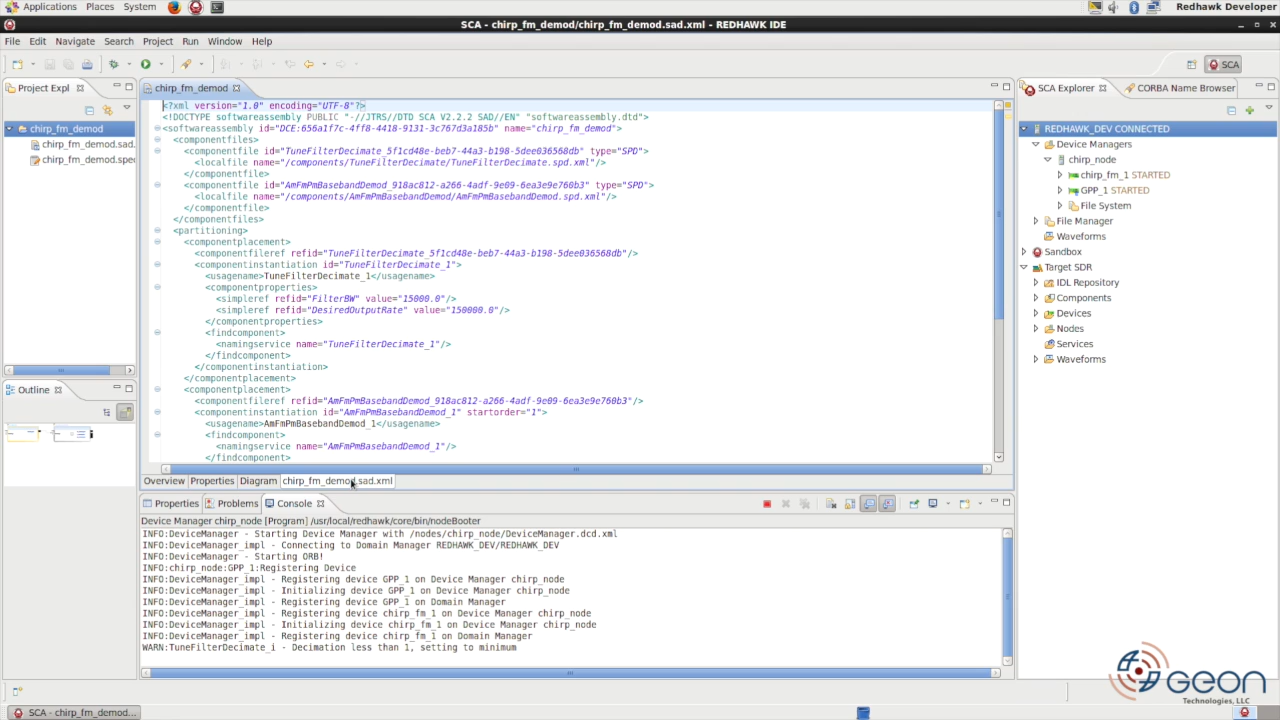 Applications Places System Redhawk Developer
SCA - chirp_fm_demod/chirp_fm_demod.sad.xml - REDHAWK IDE
File Edit Navigate Search Project Run Window Help
SCA
Project Expl
chirp_fm_demod
chirp_fm_demod.sad.
chirp_fm_demod.spe
Outline
chirp_fm_demod
<?xml version="1.0" encoding="UTF-8"?>
<!DOCTYPE softwareassembly PUBLIC "-//JTRS//DTD SCA V2.2.2 SAD//EN" "softwareassembly.dtd">
<softwareassembly id="DCE:656a1f7c-4ff8-4418-9131-3c767d3a185b" name="chirp_fm_demod">
<componentfiles>
<componentfile id="TuneFilterDecimate_5f1cd48e-beb7-44a3-b198-5dee036568db" type="SPD">
<localfile name="/components/TuneFilterDecimate/TuneFilterDecimate.spd.xml"/>
</componentfile>
<componentfile id="AmFmPmBasebandDemod_918ac812-a266-4adf-9e09-6ea3e9e760b3" type="SPD">
<localfile name="/components/AmFmPmBasebandDemod/AmFmPmBasebandDemod.spd.xml"/>
</componentfile>
</componentfiles>
<partitioning>
<componentplacement>
<componentfileref refid="TuneFilterDecimate_5f1cd48e-beb7-44a3-b198-5dee036568db"/>
<componentinstantiation id="TuneFilterDecimate_1">
<usagename>TuneFilterDecimate_1</usagename>
<componentproperties>
<simpleref refid="FilterBW" value="15000.0"/>
<simpleref refid="DesiredOutputRate" value="150000.0"/>
</componentproperties>
<findcomponent>
<namingservice name="TuneFilterDecimate_1"/>
</findcomponent>
</componentinstantiation>
</componentplacement>
<componentplacement>
<componentfileref refid="AmFmPmBasebandDemod_918ac812-a266-4adf-9e09-6ea3e9e760b3"/>
<componentinstantiation id="AmFmPmBasebandDemod_1" startorder="1">
<usagename>AmFmPmBasebandDemod_1</usagename>
<findcomponent>
<namingservice name="AmFmPmBasebandDemod_1"/>
</findcomponent>
Overview Properties Diagram chirp_fm_demod.sad.xml
Properties Problems Console
Device Manager chirp_node [Program] /usr/local/redhawk/core/bin/nodeBooter
INFO:DeviceManager - Starting Device Manager with /nodes/chirp_node/DeviceManager.dcd.xml
INFO:DeviceManager_impl - Connecting to Domain Manager REDHAWK_DEV/REDHAWK_DEV
INFO:DeviceManager - Starting ORB!
INFO:chirp_node:GPP_1:Registering Device
INFO:DeviceManager_impl - Registering device GPP_1 on Device Manager chirp_node
INFO:DeviceManager_impl - Initializing device GPP_1 on Device Manager chirp_node
INFO:DeviceManager_impl - Registering device GPP_1 on Domain Manager
INFO:DeviceManager_impl - Registering device chirp_fm_1 on Device Manager chirp_node
INFO:DeviceManager_impl - Initializing device chirp_fm_1 on Device Manager chirp_node
INFO:DeviceManager_impl - Registering device chirp_fm_1 on Domain Manager
WARN:TuneFilterDecimate_i - Decimation less than 1, setting to minimum
SCA Explorer CORBA Name Browser
REDHAWK_DEV CONNECTED
Device Managers
chirp_node
chirp_fm_1 STARTED
GPP_1 STARTED
File System
File Manager
Waveforms
Sandbox
Target SDR
IDL Repository
Components
Devices
Nodes
Services
Waveforms
GEON
Technologies, LLC
SCA - chirp_fm_demod...